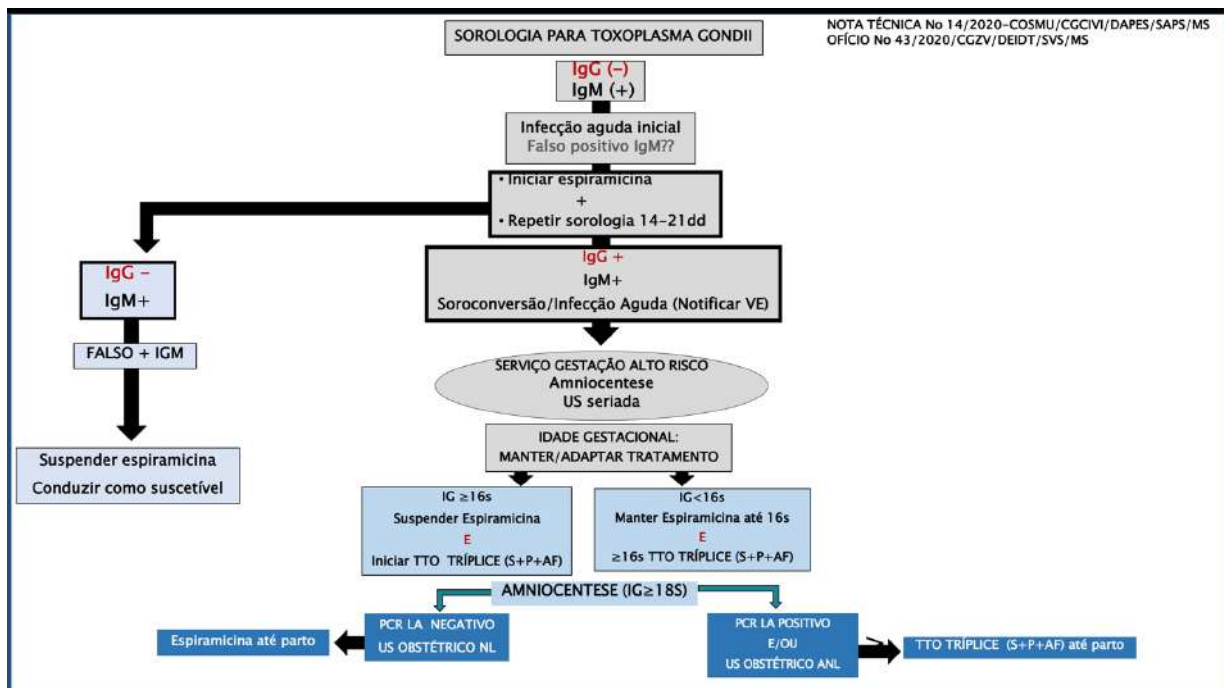 NOTA TÉCNICA No 14/2020-COSMU/CGCIVI/DAPES/SAPS/MS
OFÍCIO No 43/2020/CGZV/DEIDT/SVS/MS
SOROLOGIA PARA TOXOPLASMA GONDII
IgG (-)
IgM (+)
Infecção aguda inicial
Falso positivo IgM??
• Iniciar espiramicina
+
• Repetir sorologia 14-21dd
IgG -
IgM+
FALSO + IGM
Suspender espiramicina
Conduzir como suscetível
IgG +
IgM+
Soroconversão/Infecção Aguda (Notificar VE)
SERVIÇO GESTAÇÃO ALTO RISCO
Amniocentese
US seriada
IDADE GESTACIONAL:
MANTER/ADAPTAR TRATAMENTO
IG ≥16s
Suspender Espiramicina
E
Iniciar TTO TRÍPLICE (S+P+AF)
IG<16s
Manter Espiramicina até 16s
E
≥16s TTO TRÍPLICE (S+P+AF)
AMNIOCENTESE (IG≥18S)
Espiramicina até parto
PCR LA NEGATIVO
US OBSTÉTRICO NL
PCR LA POSITIVO
E/OU
US OBSTÉTRICO ANL
TTO TRÍPLICE (S+P+AF) até parto